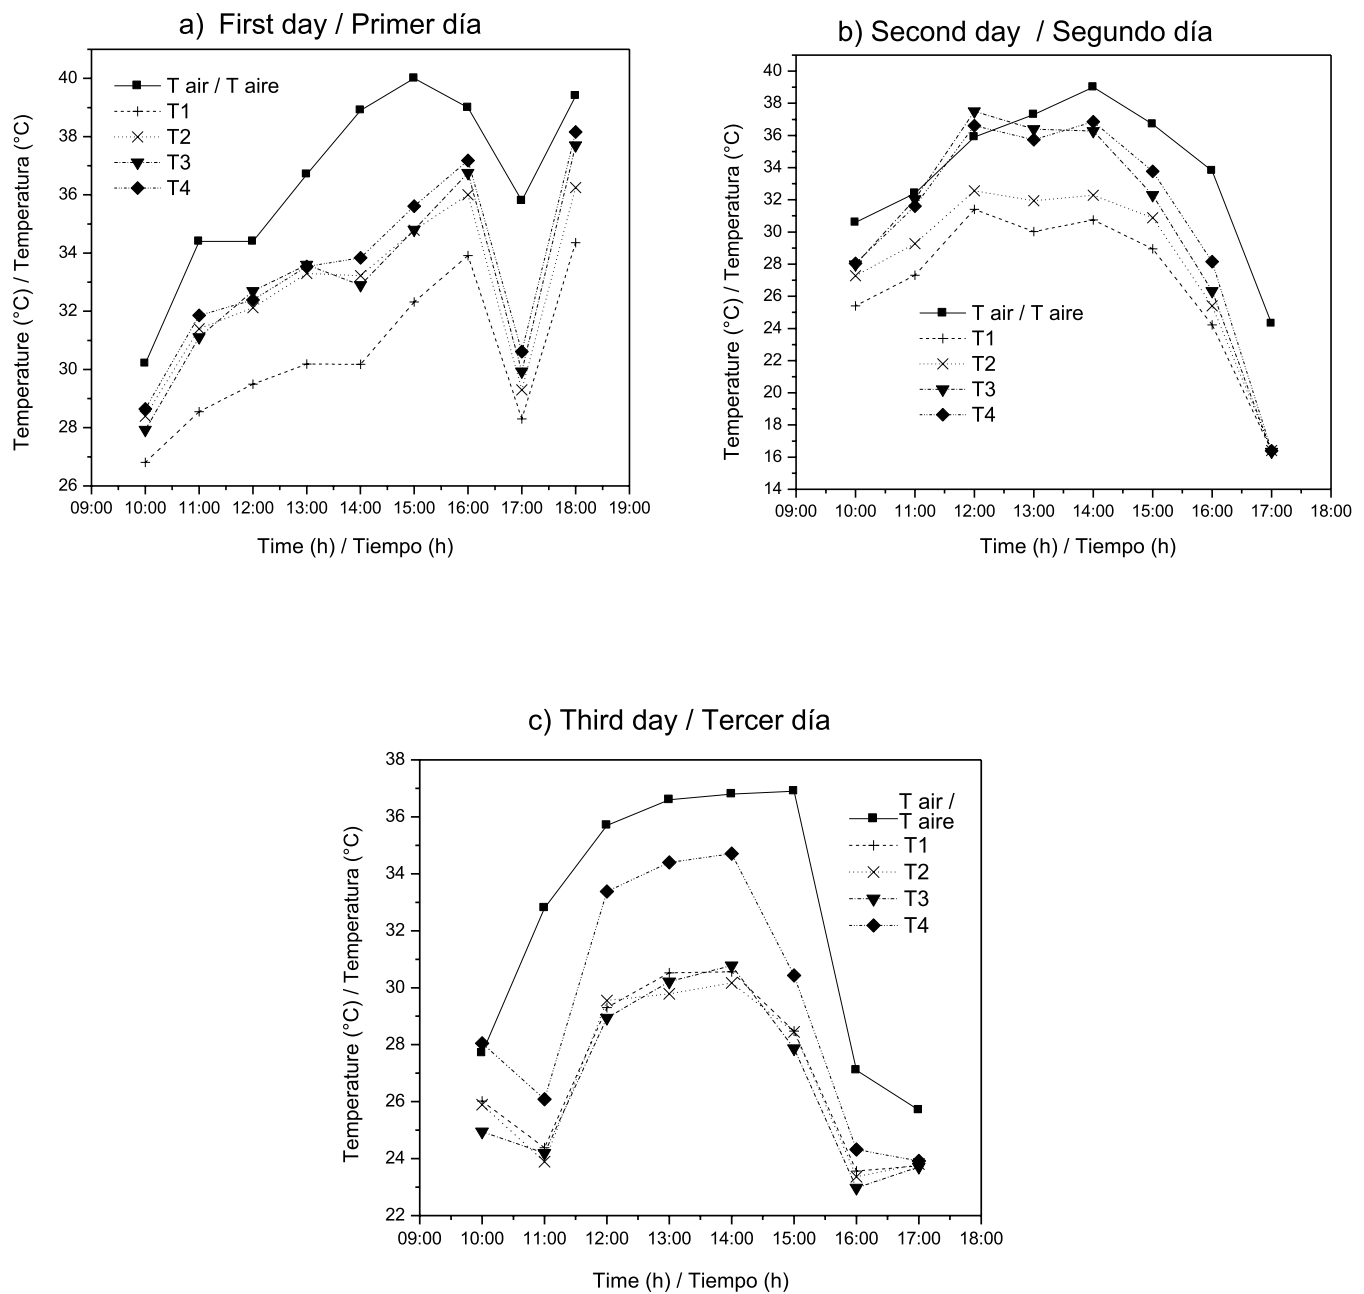 a) First day / Primer día
Temperature (°C) / Temperatura (°C)
40
38
36
34
32
30
28
26
T air / T aire
T1
T2
T3
T4
09:00 10:00 11:00 12:00 13:00 14:00 15:00 16:00 17:00 18:00 19:00
Time (h) / Tiempo (h)
b) Second day / Segundo día
Temperature (°C) / Temperatura (°C)
40
38
36
34
32
30
28
26
24
22
20
18
16
14
T air / T aire
T1
T2
T3
T4
09:00 10:00 11:00 12:00 13:00 14:00 15:00 16:00 17:00 18:00
Time (h) / Tiempo (h)
c) Third day / Tercer día
Temperature (°C) / Temperatura (°C)
38
36
34
32
30
28
26
24
22
T air /
T aire
T1
T2
T3
T4
09:00 10:00 11:00 12:00 13:00 14:00 15:00 16:00 17:00 18:00
Time (h) / Tiempo (h)